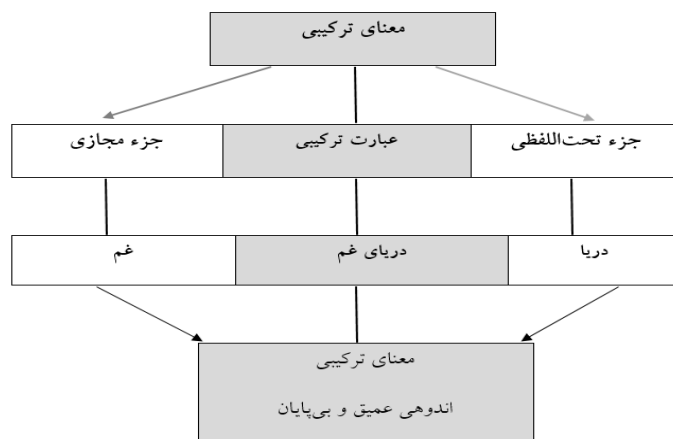 معنای ترکیبی
جزء تحت‌اللفظی
عبارت ترکیبی
جزء مجازی
دریا
دریای غم
غم
معنای ترکیبی
اندوهی عمیق و بی‌پایان